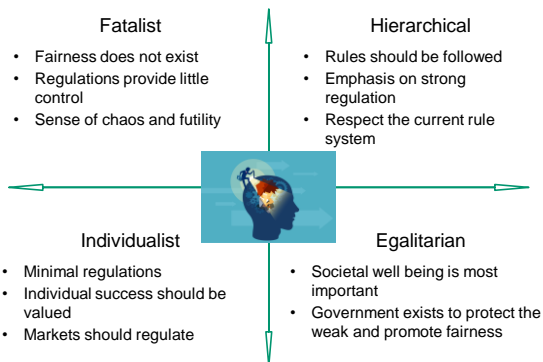 Fatalist
• Fairness does not exist
• Regulations provide little
control
• Sense of chaos and futility
Hierarchical
• Rules should be followed
• Emphasis on strong
regulation
• Respect the current rule
system
Individualist
• Minimal regulations
• Individual success should be
valued
• Markets should regulate
Egalitarian
• Societal well being is most
important
• Government exists to protect the
weak and promote fairness